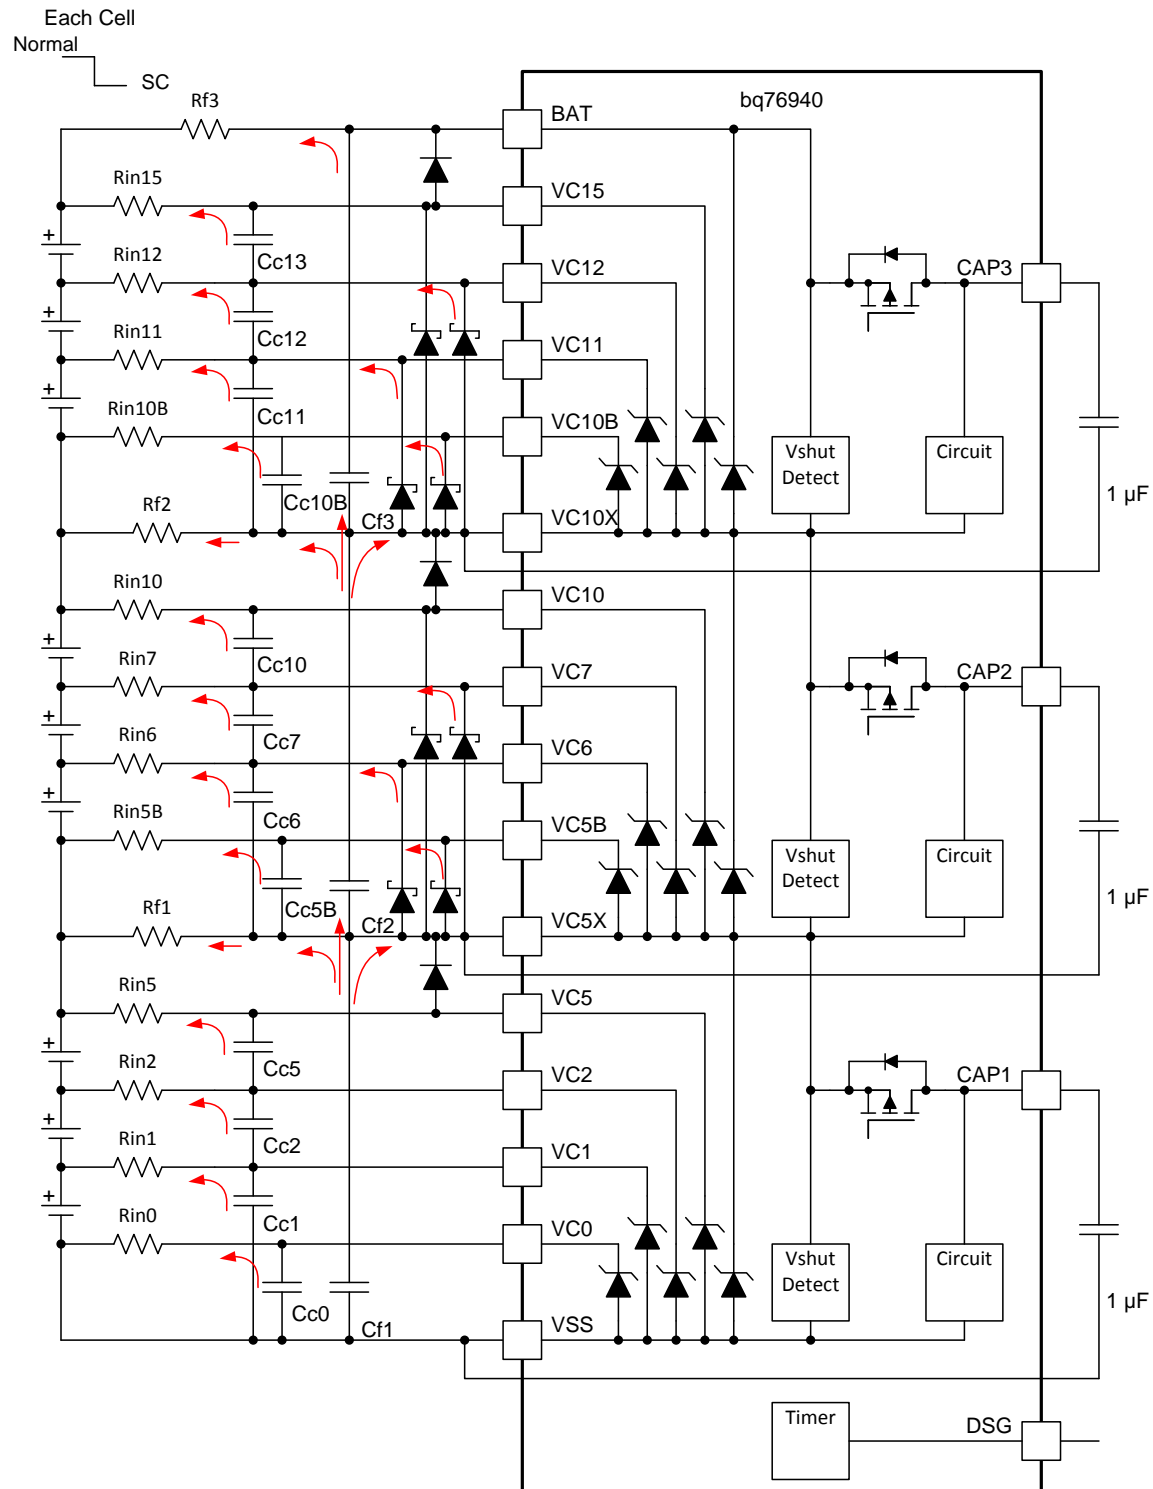 Each Cell
Normal
SC
bq76940
Rf3
BAT
Rin15
VC15
Cc13
Rin12
VC12
CAP3
Cc12
Rin11
VC11
Cc11
Rin10B
VC10B
Vshut
Detect
Circuit
1 µF
Cc10B
Rf2
Cf3
VC10X
Rin10
VC10
Cc10
Rin7
VC7
CAP2
Cc7
Rin6
VC6
Cc6
Rin5B
VC5B
Vshut
Detect
Circuit
1 µF
Cc5B
Rf1
Cf2
VC5X
Rin5
VC5
Cc5
Rin2
VC2
CAP1
Cc2
Rin1
VC1
Cc1
Rin0
VC0
Vshut
Detect
Circuit
1 µF
Cc0
Cf1
VSS
Timer
DSG
+
+
+
+
+
+
+
+
+